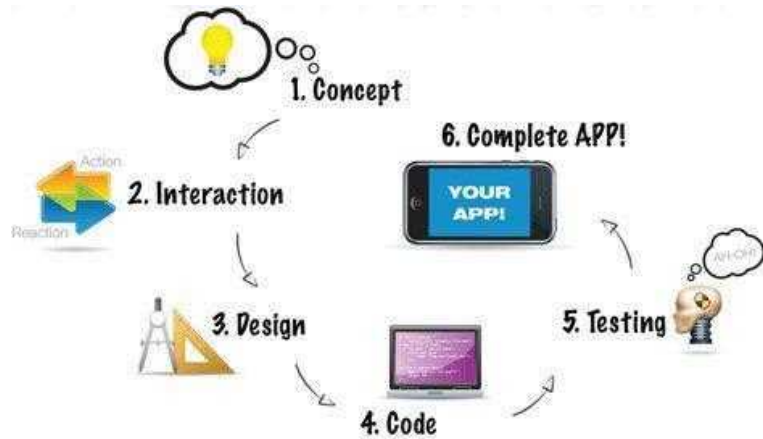 1. Concept
Action
2. Interaction
Reaction
3. Design
4. Code
5. Testing
6. Complete APP!
YOUR
APP!